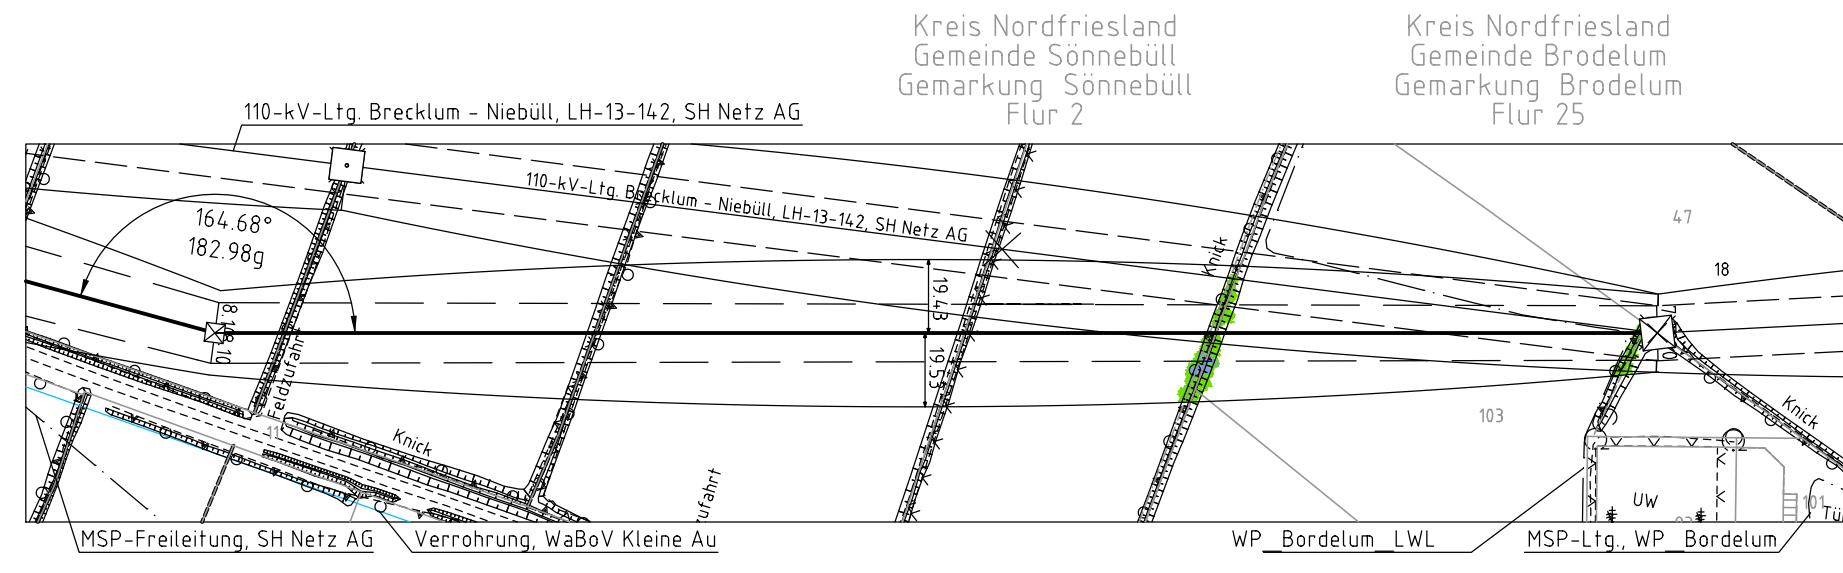 Kreis Nordfriesland
Gemeinde Sönnebüll
Gemarkung Sönnebüll
Flur 2
Kreis Nordfriesland
Gemeinde Brodelum
Gemarkung Brodelum
Flur 25
110-kV-Ltg. Brecklum - Niebüll, LH-13-142, SH Netz AG
110-kV-Ltg. Brecklum - Niebüll, LH-13-142, SH Netz AG
164.68°
182.98g
47
18
Knick
19.43
19.53
8.10
Feldzufahrt
11
Knick
103
Knick
zufahrt
UW
101
MSP-Freileitung, SH Netz AG
Verrohrung, WaBoV Kleine Au
WP_Bordelum_LWL
MSP-Ltg., WP_Bordelum